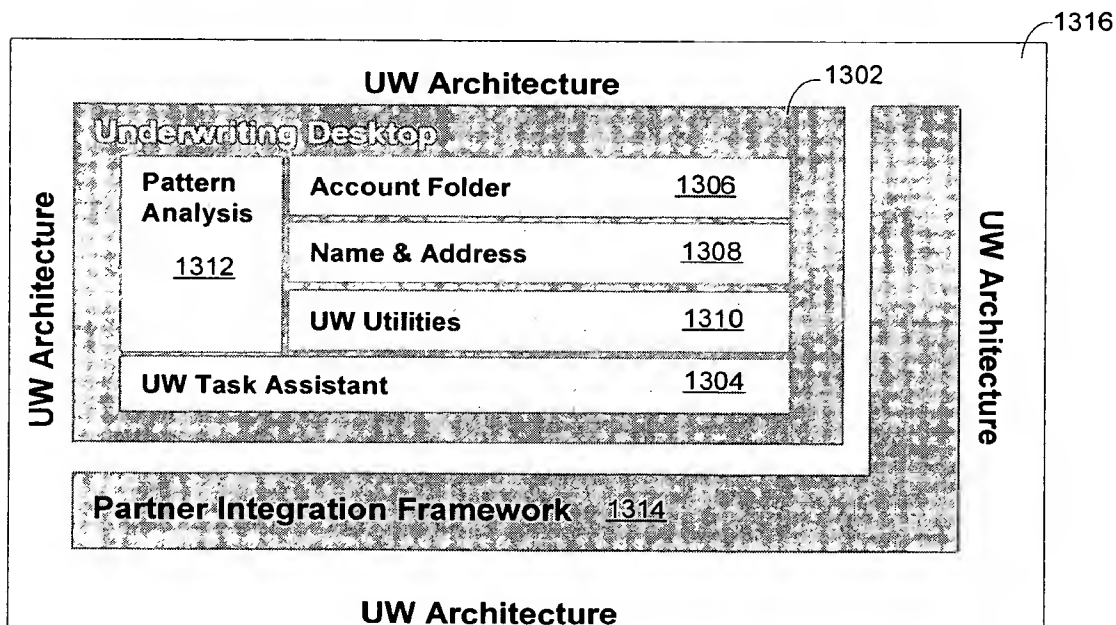 1316
UW Architecture
1302
Underwriting Desktop
Pattern
Analysis
1312
Account Folder 1306
Name & Address 1308
UW Utilities 1310
UW Task Assistant 1304
UW Architecture
UW Architecture
Partner Integration Framework 1314
UW Architecture